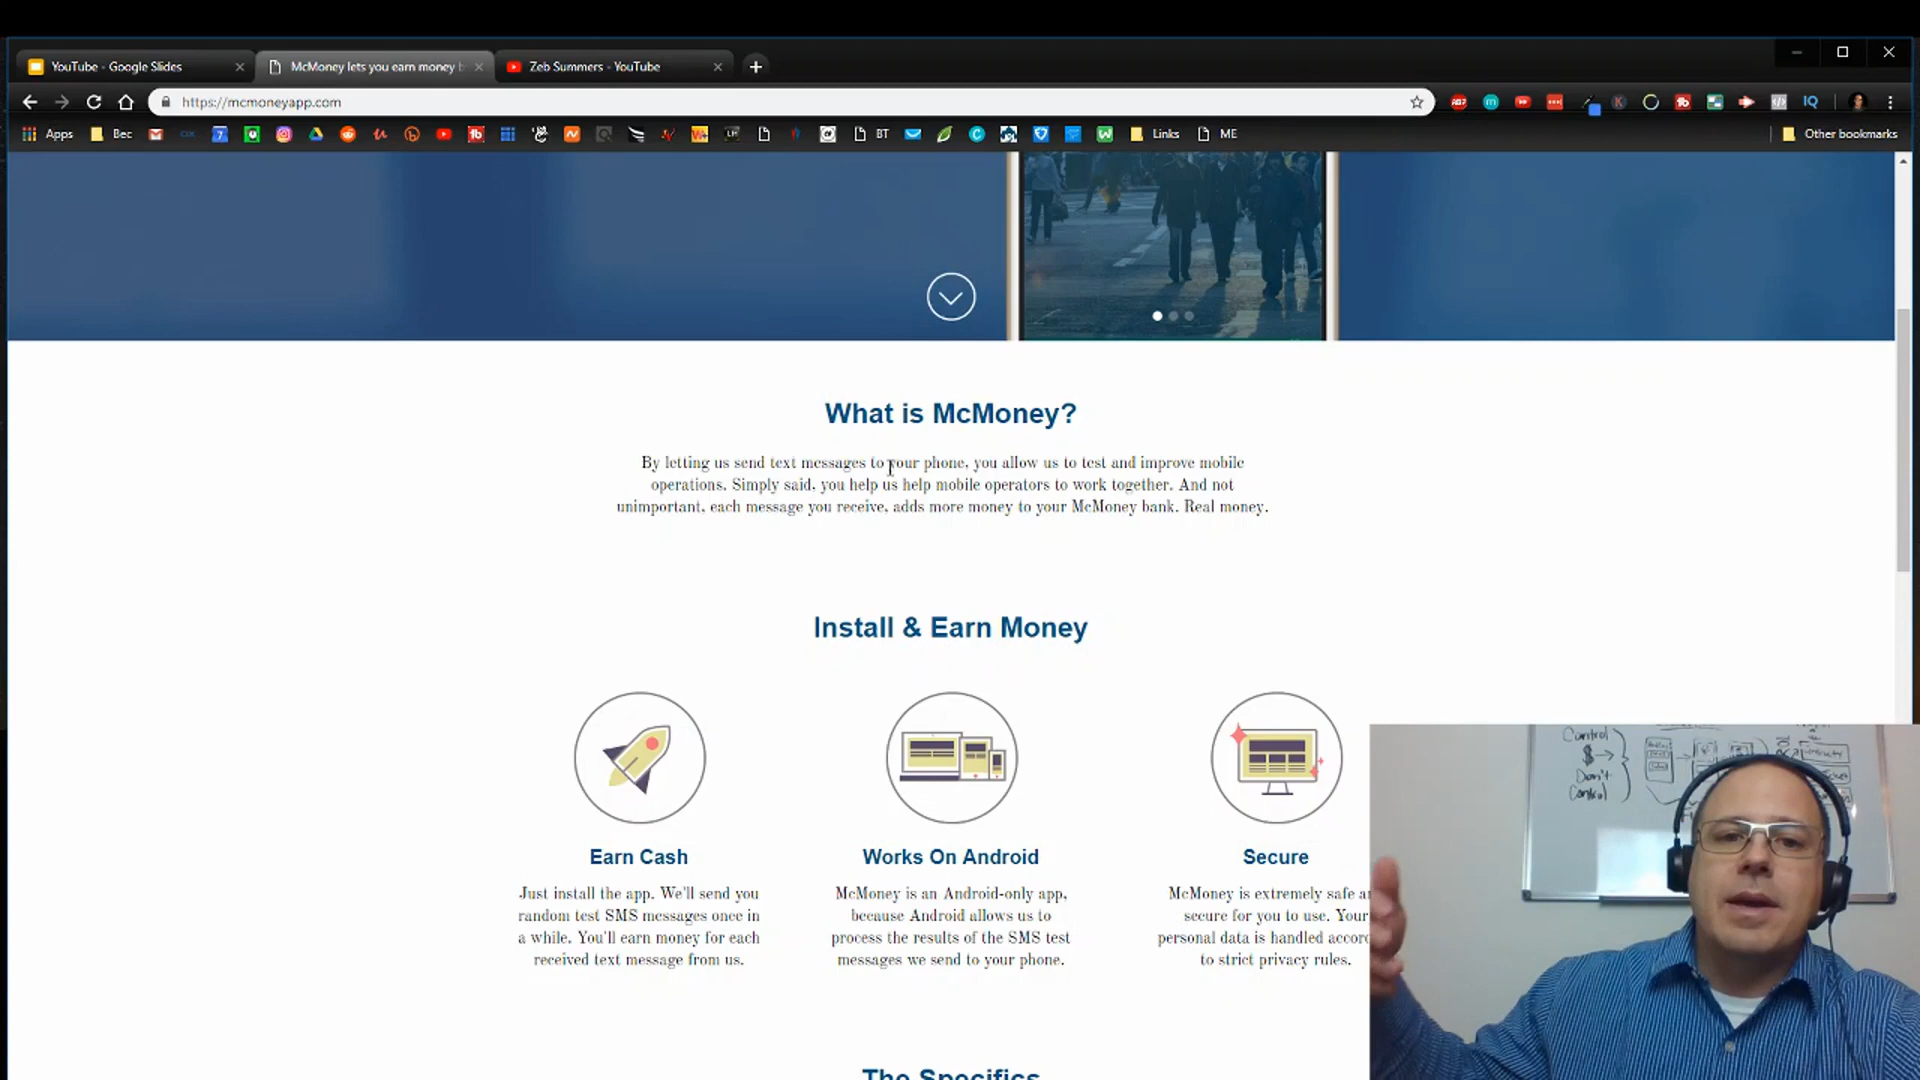 YouTube - Google Slides
McMoney lets you earn money b
Zeb Summers - YouTube
https://mcmoneyapp.com
Apps
Bec
BT
Links
ME
Other bookmarks
What is McMoney?
By letting us send text messages to your phone, you allow us to test and improve mobile
operations. Simply said, you help us help mobile operators to work together. And not
unimportant, each message you receive, adds more money to your McMoney bank. Real money.
Install & Earn Money
Earn Cash
Just install the app. We'll send you
random test SMS messages once in
a while. You'll earn money for each
received text message from us.
Works On Android
McMoney is an Android-only app,
because Android allows us to
process the results of the SMS test
messages we send to your phone.
Secure
McMoney is extremely safe a
secure for you to use. Your
personal data is handled accor
to strict privacy rules.
The Specifics
Control
$
Don't
Control